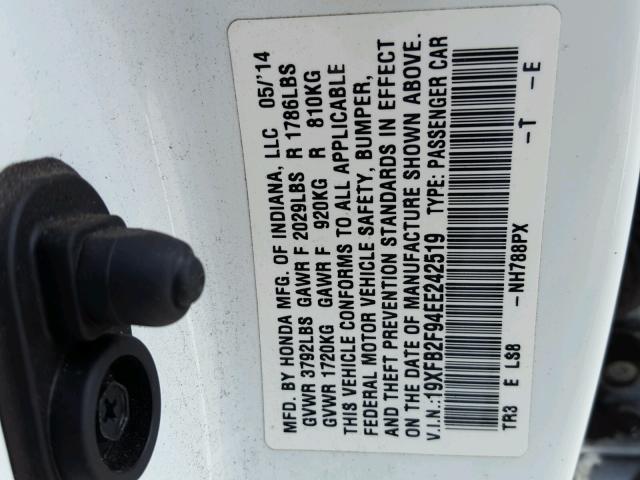 MFD. BY HONDA MFG. OF INDIANA, LLC 05/'14
GVWR 3792LBS GAWR F 2029LBS R 1786LBS
GVWR 1720KG GAWR F 920KG R 810KG
THIS VEHICLE CONFORMS TO ALL APPLICABLE
FEDERAL MOTOR VEHICLE SAFETY, BUMPER,
AND THEFT PREVENTION STANDARDS IN EFFECT
ON THE DATE OF MANUFACTURE SHOWN ABOVE.
V.I.N.:19XFB2F94EE242519 TYPE: PASSENGER CAR
TR3 E LS8 -NH788PX -T -E